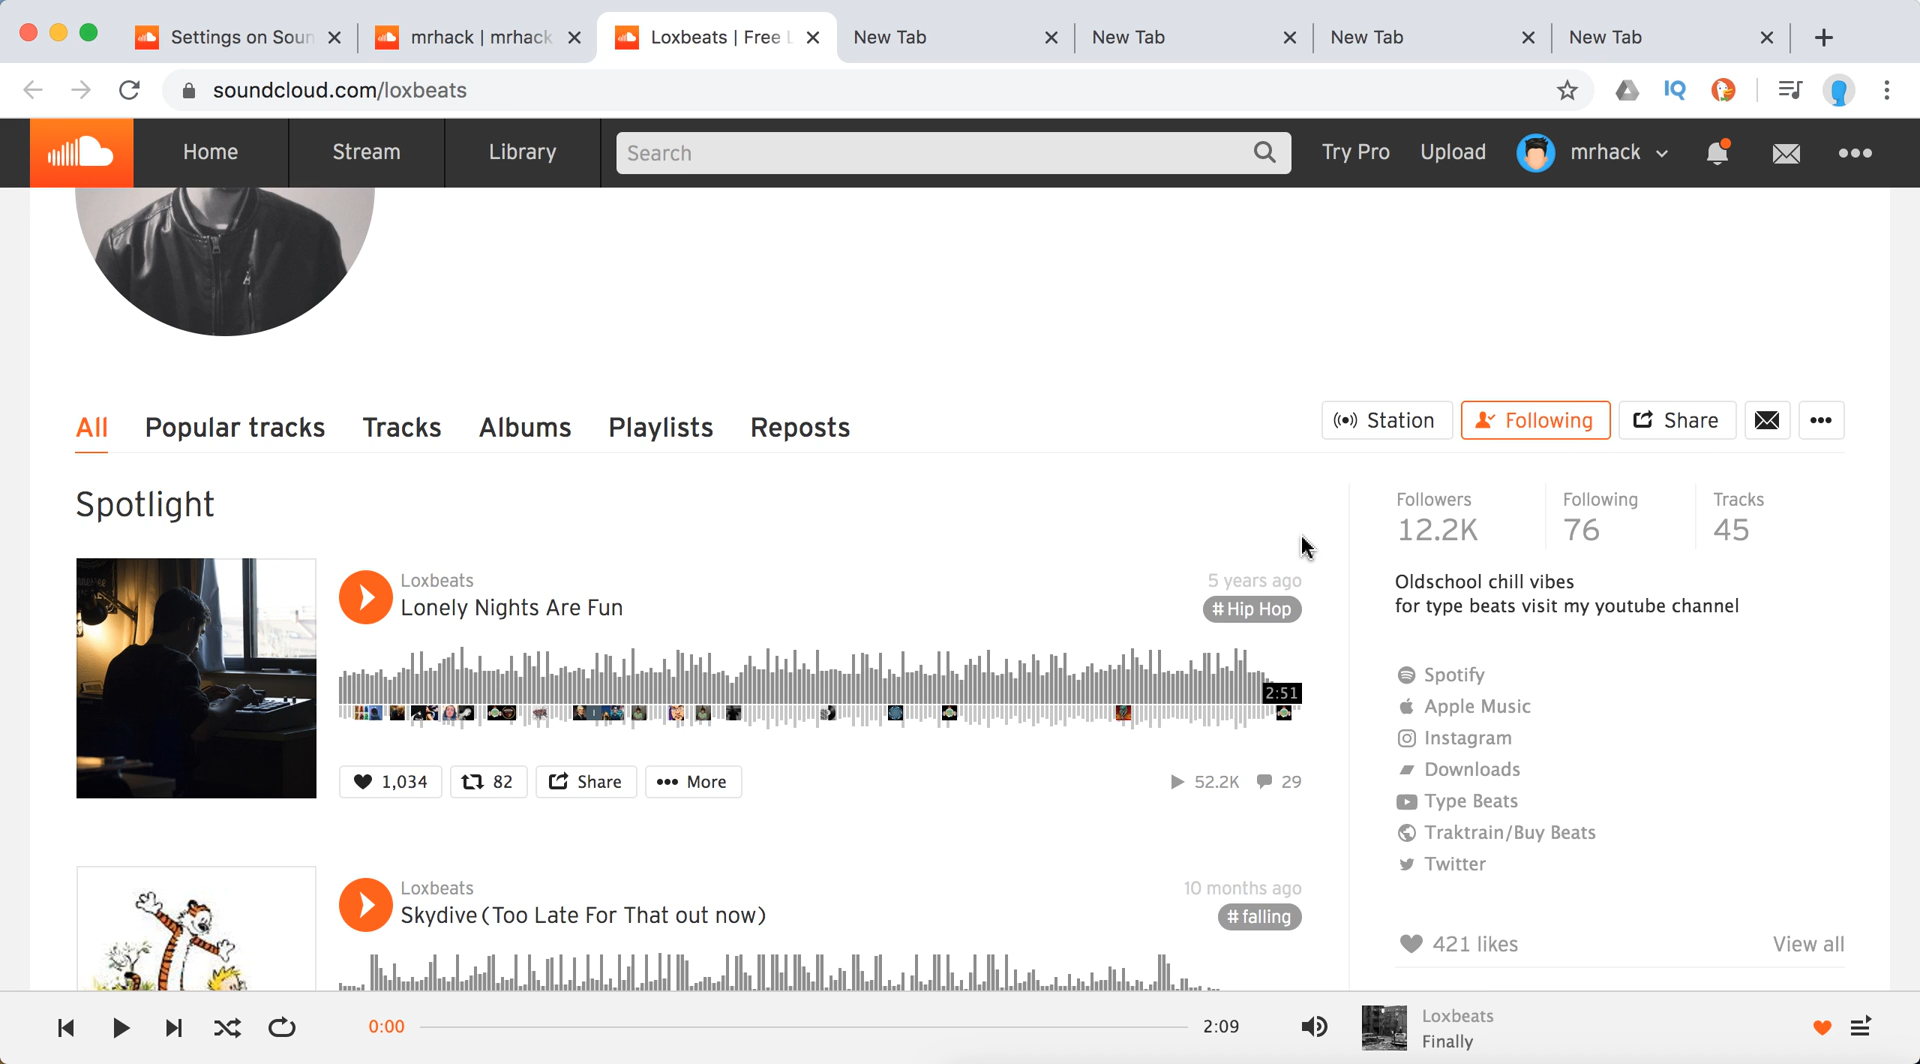 Settings on Soun
mrhack | mrhack
Loxbeats | Free L
New Tab
New Tab
New Tab
New Tab
soundcloud.com/loxbeats
IQ
Home
Stream
Library
Search
Try Pro
Upload
mrhack
All
Popular tracks
Tracks
Albums
Playlists
Reposts
Station
Following
Share
Spotlight
Followers
12.2K
Following
76
Tracks
45
Loxbeats
5 years ago
Lonely Nights Are Fun
# Hip Hop
2:51
1,034
82
Share
More
52.2K
29
Oldschool chill vibes
for type beats visit my youtube channel
Spotify
Apple Music
Instagram
Downloads
Type Beats
Traktrain/Buy Beats
Twitter
Loxbeats
10 months ago
Skydive (Too Late For That out now)
# falling
421 likes
View all
0:00
2:09
Loxbeats
Finally